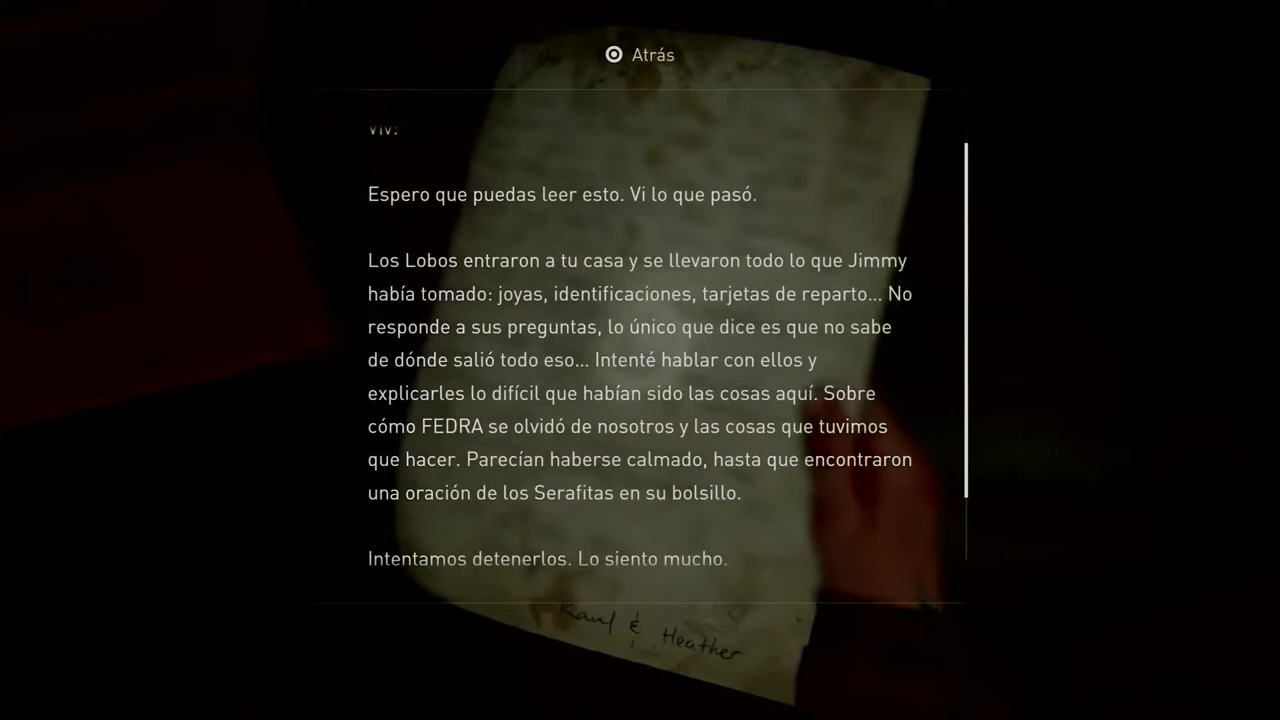 Atrás
Viv:
Espero que puedas leer esto. Vi lo que pasó.
Los Lobos entraron a tu casa y se llevaron todo lo que Jimmy
había tomado: joyas, identificaciones, tarjetas de reparto... No
responde a sus preguntas, lo único que dice es que no sabe
de dónde salió todo eso... Intenté hablar con ellos y
explicarles lo difícil que habían sido las cosas aquí. Sobre
cómo FEDRA se olvidó de nosotros y las cosas que tuvimos
que hacer. Parecían haberse calmado, hasta que encontraron
una oración de los Serafitas en su bolsillo.
Intentamos detenerlos. Lo siento mucho.
Raul & Heather